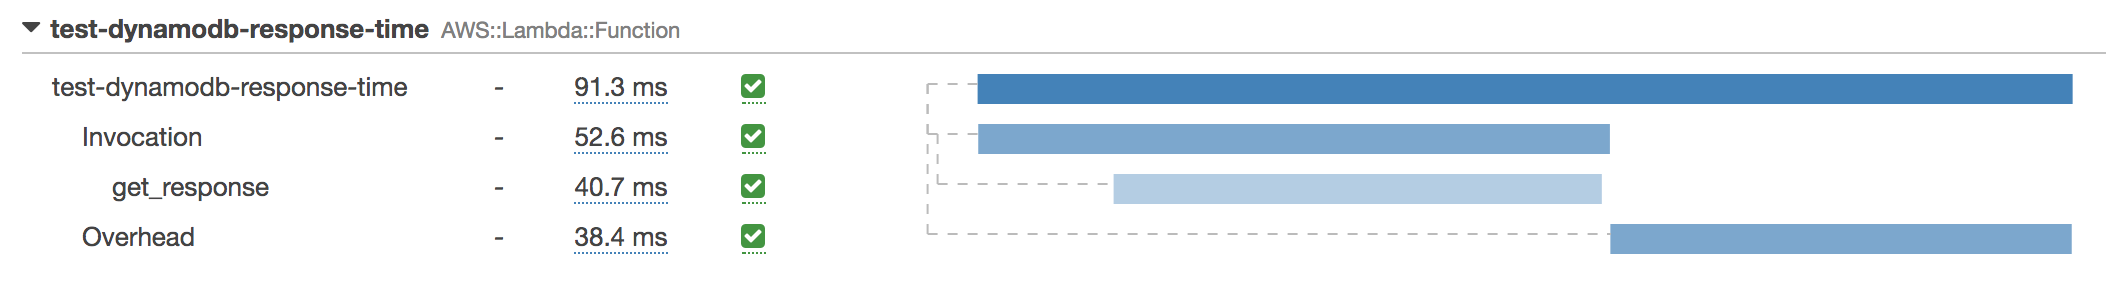 test-dynamodb-response-time AWS::Lambda::Function
test-dynamodb-response-time - 91.3 ms
Invocation - 52.6 ms
get_response - 40.7 ms
Overhead - 38.4 ms